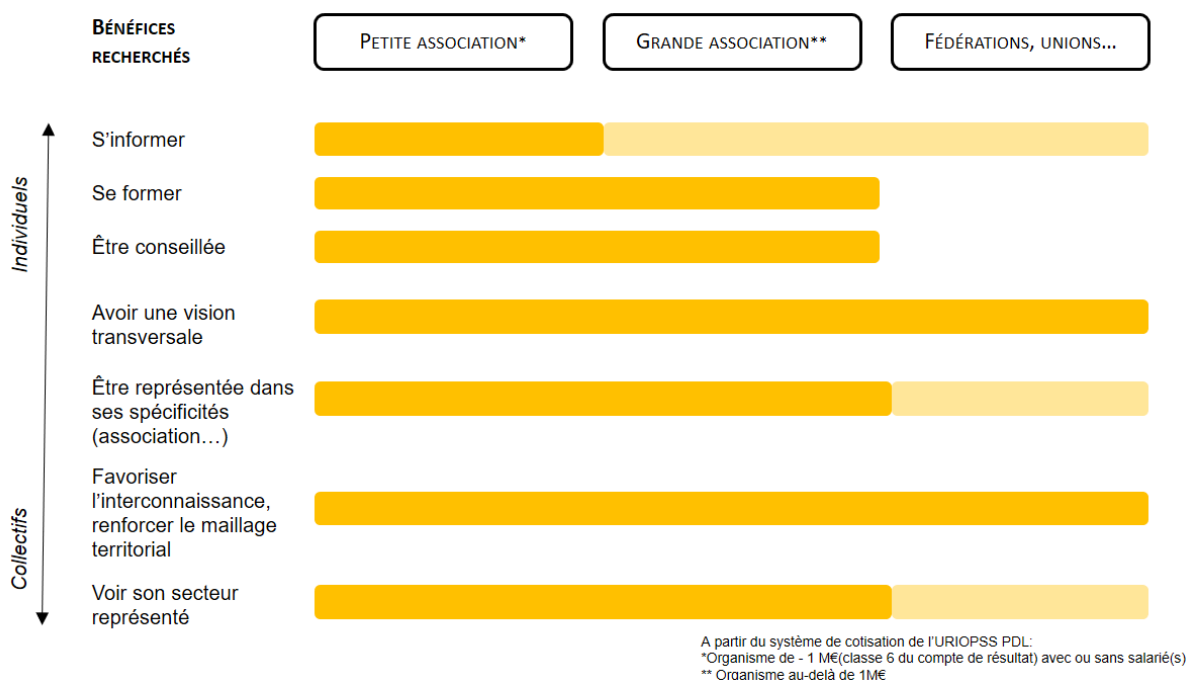 BÉNÉFICES
RECHERCHÉS
PETITE ASSOCIATION*
GRANDE ASSOCIATION**
FÉDÉRATIONS, UNIONS...
Individuels
S'informer
Se former
Être conseillée
Avoir une vision
transversale
Être représentée dans
ses spécificités
(association…)
Favoriser
l'interconnaissance,
renforcer le maillage
territorial
Collectifs
Voir son secteur
représenté
A partir du système de cotisation de l'URIOPSS PDL:
*Organisme de - 1 M€(classe 6 du compte de résultat) avec ou sans salarié(s)
** Organisme au-delà de 1M€